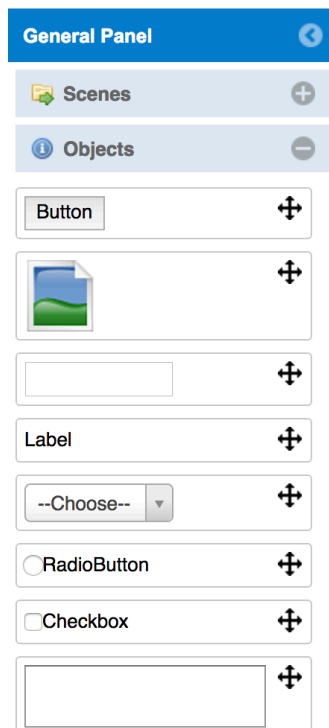 General Panel
Scenes
Objects
Button
Label
--Choose--
RadioButton
Checkbox